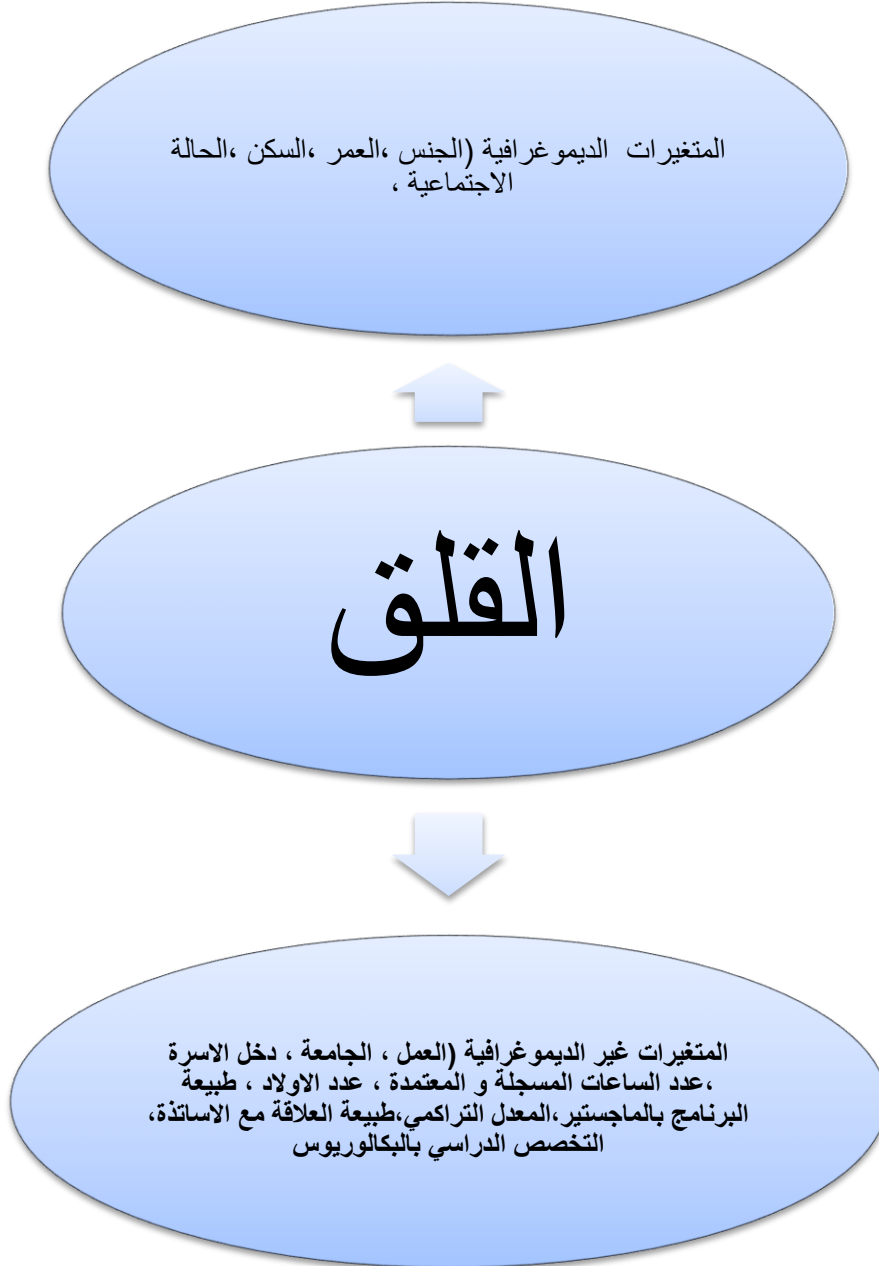 المتغيرات الديموغرافية (الجنس ،العمر ،السكن ،الحالة
الاجتماعية ،
القلق
المتغيرات غير الديموغرافية (العمل ، الجامعة ، دخل الاسرة
،عدد الساعات المسجلة و المعتمدة ، عدد الاولاد ، طبيعة
البرنامج بالماجستير،المعدل التراكمي،طبيعة العلاقة مع الاساتذة،
التخصص الدراسي بالبكالوريوس